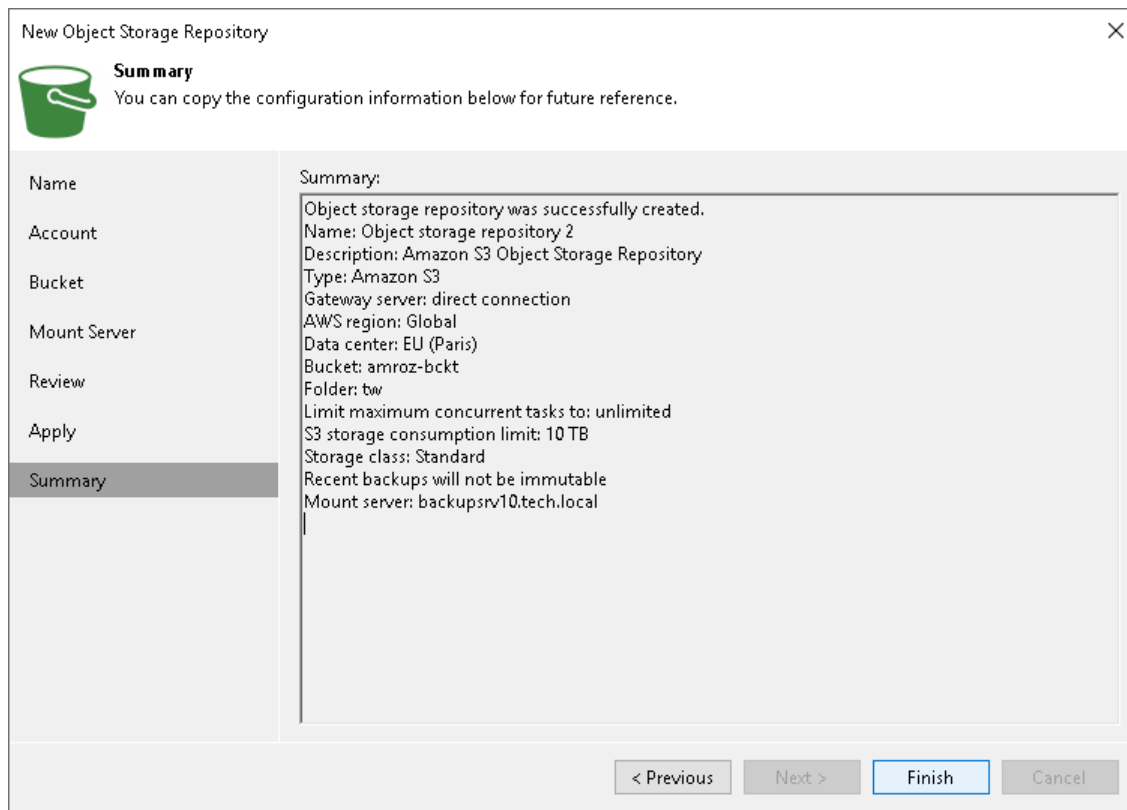 New Object Storage Repository
Summary
You can copy the configuration information below for future reference.
Name
Account
Bucket
Mount Server
Review
Apply
Summary
Summary:
Object storage repository was successfully created.
Name: Object storage repository 2
Description: Amazon S3 Object Storage Repository
Type: Amazon S3
Gateway server: direct connection
AWS region: Global
Data center: EU (Paris)
Bucket: amroz-bckt
Folder: tw
Limit maximum concurrent tasks to: unlimited
S3 storage consumption limit: 10 TB
Storage class: Standard
Recent backups will not be immutable
Mount server: backupsrv10.tech.local
< Previous
Next >
Finish
Cancel